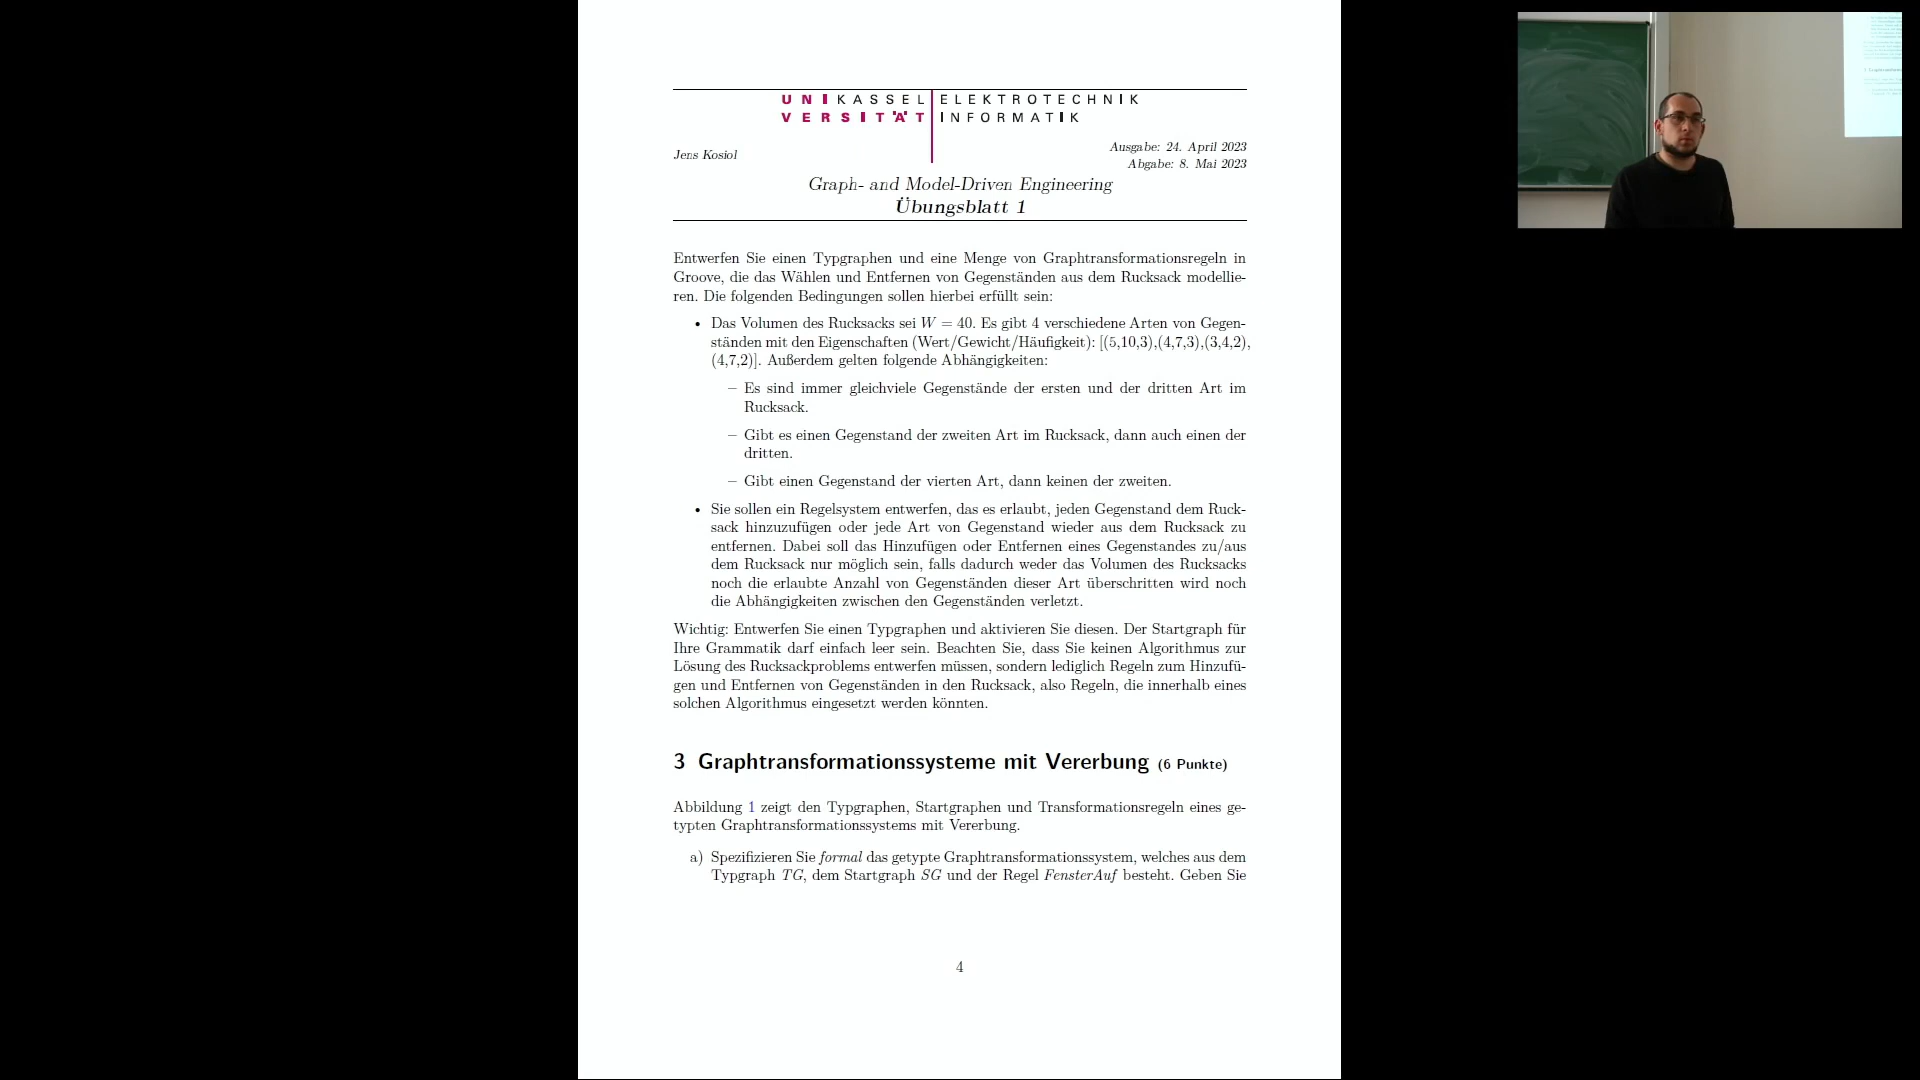 UNIKASSEL ELEKTROTECHNIK
VERSITÄT INFORMATIK
Jens Kosiol
Ausgabe: 24. April 2023
Abgabe: 8. Mai 2023
Graph- and Model-Driven Engineering
Übungsblatt 1
Entwerfen Sie einen Typgraphen und eine Menge von Graphtransformationsregeln in
Groove, die das Wählen und Entfernen von Gegenständen aus dem Rucksack modellie-
ren. Die folgenden Bedingungen sollen hierbei erfüllt sein:
• Das Volumen des Rucksacks sei W = 40. Es gibt 4 verschiedene Arten von Gegen-
ständen mit den Eigenschaften (Wert/Gewicht/Häufigkeit): [(5,10,3),(4,7,3),(3,4,2),
(4,7,2)]. Außerdem gelten folgende Abhängigkeiten:
– Es sind immer gleichviele Gegenstände der ersten und der dritten Art im
Rucksack.
– Gibt es einen Gegenstand der zweiten Art im Rucksack, dann auch einen der
dritten.
– Gibt einen Gegenstand der vierten Art, dann keinen der zweiten.
• Sie sollen ein Regelsystem entwerfen, das es erlaubt, jeden Gegenstand dem Ruck-
sack hinzuzufügen oder jede Art von Gegenstand wieder aus dem Rucksack zu
entfernen. Dabei soll das Hinzufügen oder Entfernen eines Gegenstandes zu/aus
dem Rucksack nur möglich sein, falls dadurch weder das Volumen des Rucksacks
noch die erlaubte Anzahl von Gegenständen dieser Art überschritten wird noch
die Abhängigkeiten zwischen den Gegenständen verletzt.
Wichtig: Entwerfen Sie einen Typgraphen und aktivieren Sie diesen. Der Startgraph für
Ihre Grammatik darf einfach leer sein. Beachten Sie, dass Sie keinen Algorithmus zur
Lösung des Rucksackproblems entwerfen müssen, sondern lediglich Regeln zum Hinzufü-
gen und Entfernen von Gegenständen in den Rucksack, also Regeln, die innerhalb eines
solchen Algorithmus eingesetzt werden könnten.
3 Graphtransformationssysteme mit Vererbung (6 Punkte)
Abbildung 1 zeigt den Typgraphen, Startgraphen und Transformationsregeln eines ge-
typten Graphtransformationssystems mit Vererbung.
a) Spezifizieren Sie formal das getypte Graphtransformationssystem, welches aus dem
Typgraph TG, dem Startgraph SG und der Regel FensterAuf besteht. Geben Sie
4